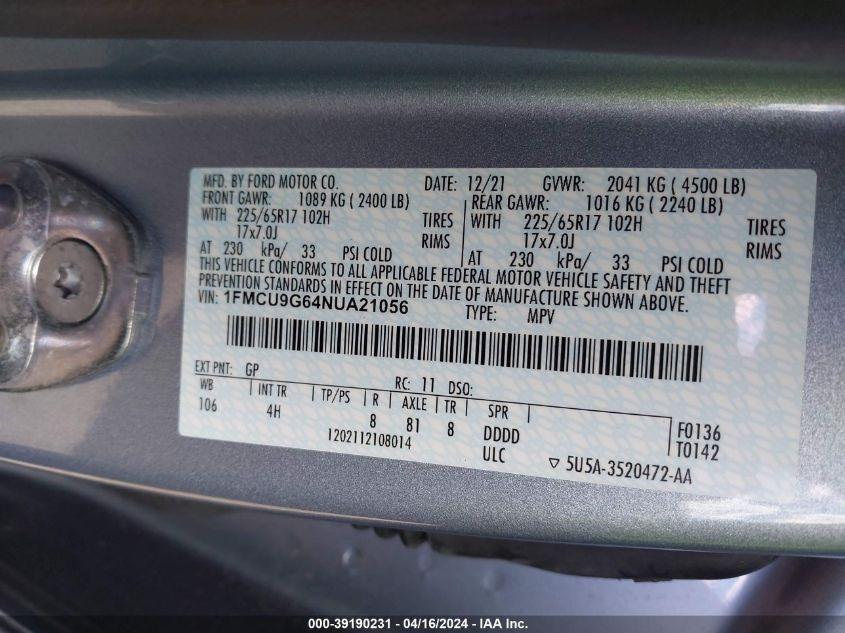 MFD. BY FORD MOTOR CO. DATE: 12/21 GVWR: 2041 KG ( 4500 LB)
FRONT GAWR: 1089 KG ( 2400 LB) REAR GAWR: 1016 KG ( 2240 LB)
WITH 225/65R17 102H TIRES WITH 225/65R17 102H TIRES
17x7.0J RIMS 17x7.0J RIMS
AT 230 kPa/ 33 PSI COLD AT 230 kPa/ 33 PSI COLD
THIS VEHICLE CONFORMS TO ALL APPLICABLE FEDERAL MOTOR VEHICLE SAFETY AND THEFT
PREVENTION STANDARDS IN EFFECT ON THE DATE OF MANUFACTURE SHOWN ABOVE.
VIN: 1FMCU9G64NUA21056 TYPE: MPV
EXT PNT: GP RC: 11 DSO:
WB INT TR TP/PS R AXLE TR SPR
106 4H 8 81 8 DDDD F0136
1202112108014 ULC T0142
5U5A-3520472-AA
000-39190231 - 04/16/2024 - IAA Inc.